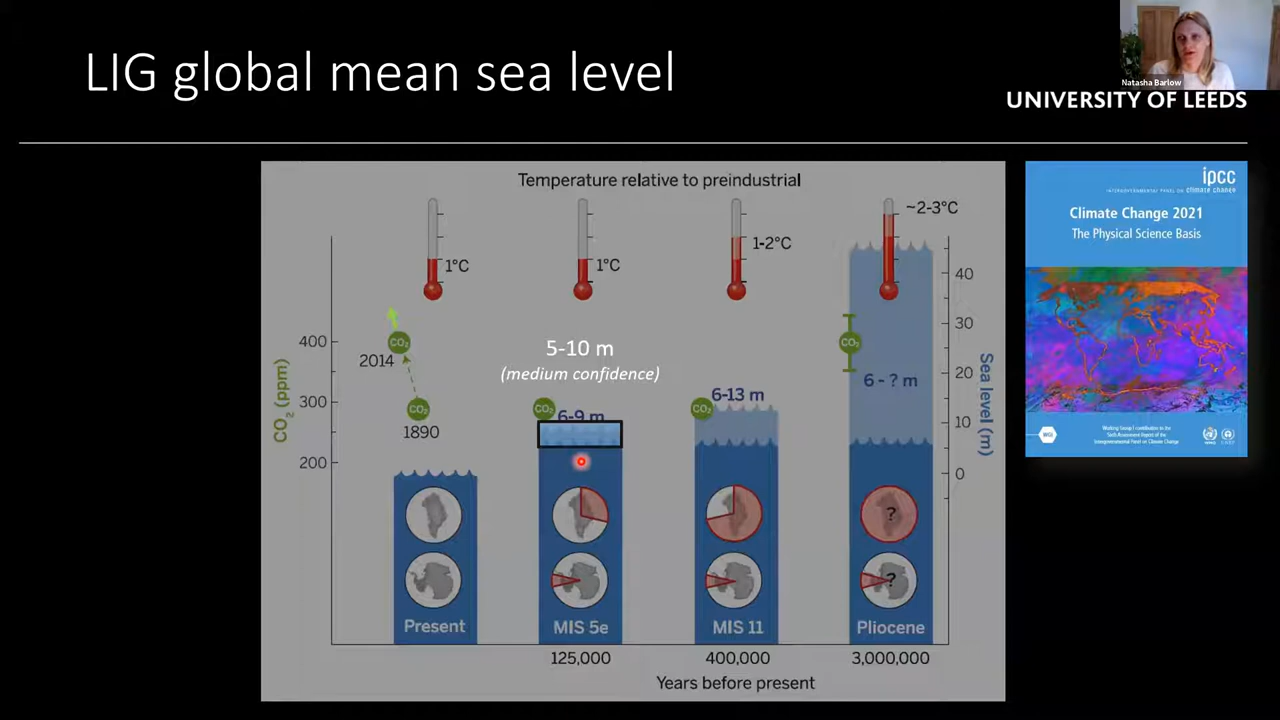 LIG global mean sea level
Natasha Barlow
UNIVERSITY OF LEEDS
Temperature relative to preindustrial
1°C
1°C
1-2°C
~2-3°C
CO₂ (ppm)
400
300
200
2014
CO₂
CO₂
1890
5-10 m
(medium confidence)
CO₂
6-9 m
CO₂
6-13 m
CO₂
6 - ? m
40
30
20
10
0
Sea level (m)
?
?
Present
MIS 5e
MIS 11
Pliocene
125,000
400,000
3,000,000
Years before present
ipcc
INTERGOVERNMENTAL PANEL ON climate change
Climate Change 2021
The Physical Science Basis
WGI
Working Group I contribution to the
Sixth Assessment Report of the
Intergovernmental Panel on Climate Change